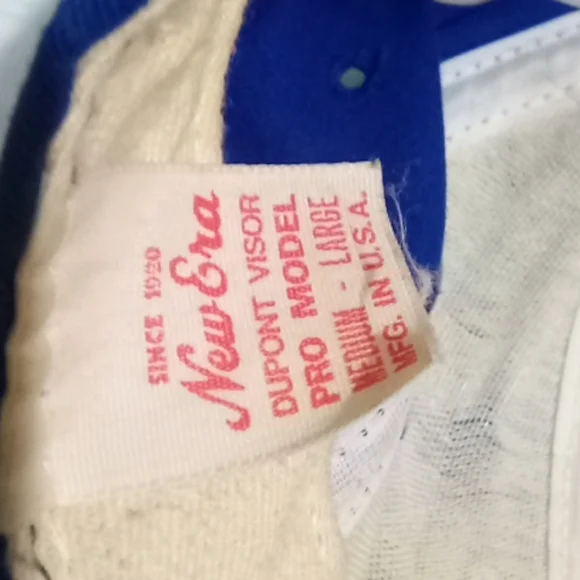 SINCE 1920
New Era
DUPONT VISOR
PRO MODEL
MEDIUM - LARGE
MFG. IN U.S.A.